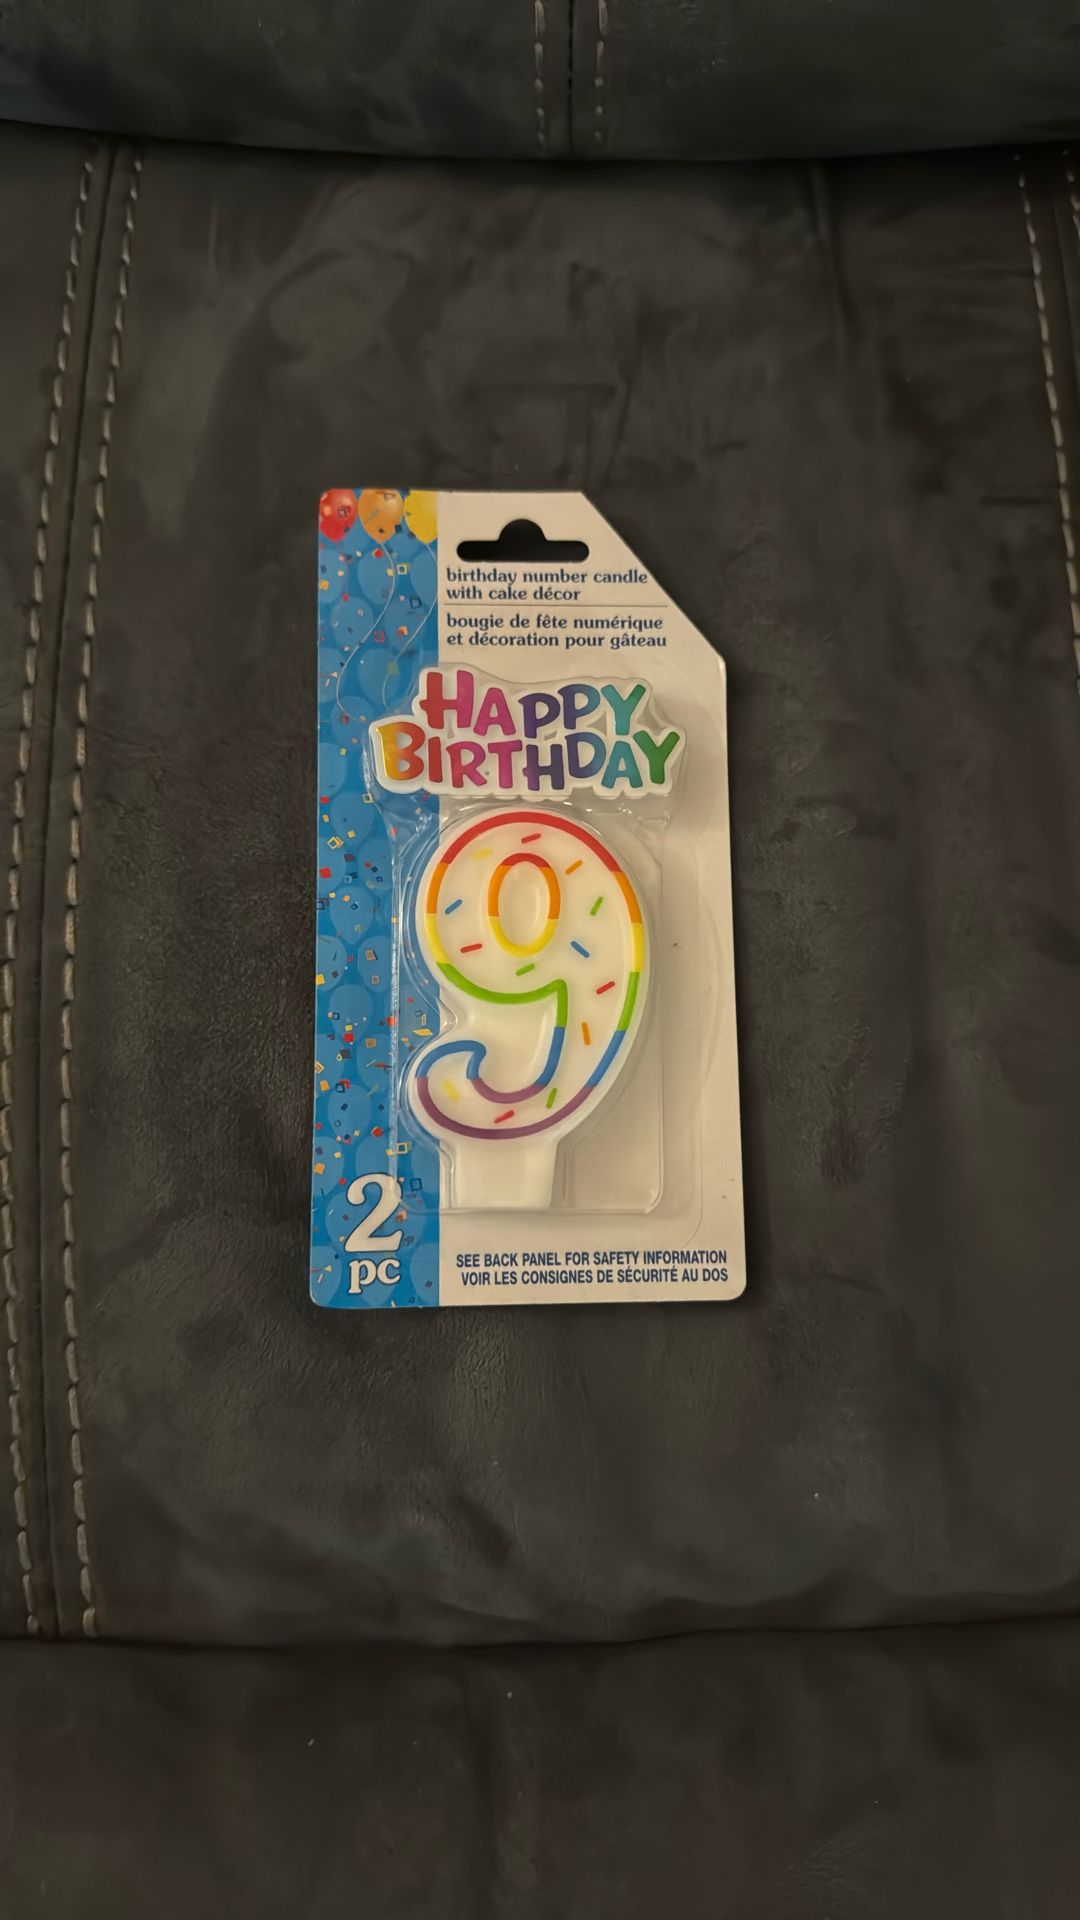 birthday number candle
with cake décor
bougie de fête numérique
et décoration pour gâteau
HAPPY
BIRTHDAY
9
2
pc
SEE BACK PANEL FOR SAFETY INFORMATION
VOIR LES CONSIGNES DE SÉCURITÉ AU DOS